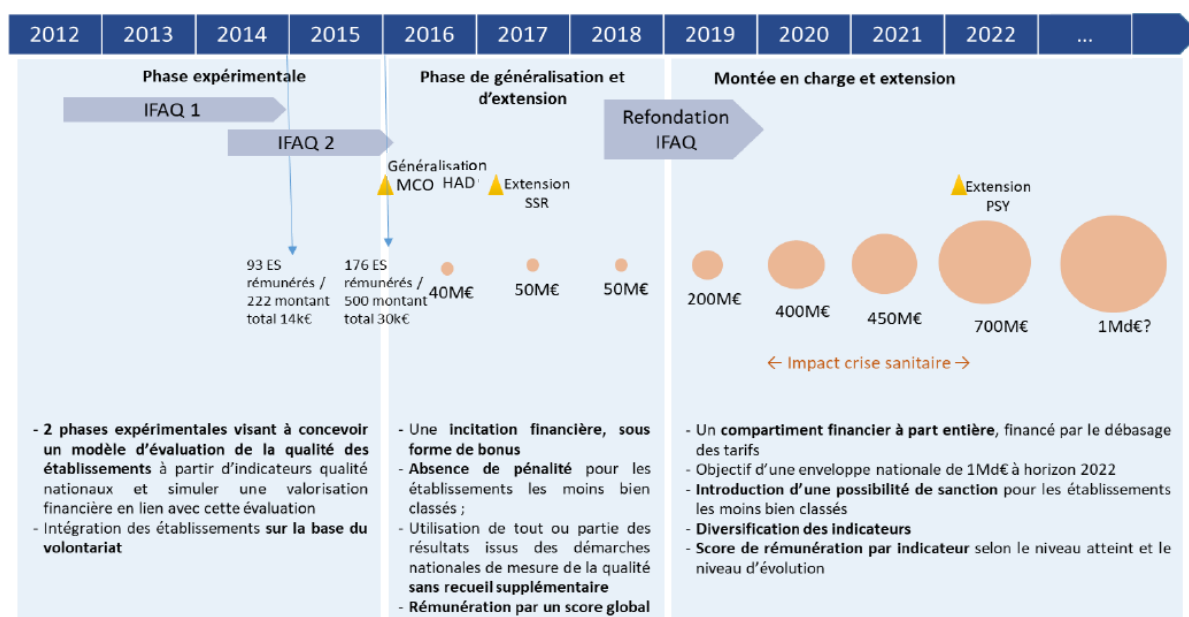 2012 2013 2014 2015 2016 2017 2018 2019 2020 2021 2022 ...
Phase expérimentale
IFAQ 1
IFAQ 2
93 ES
rémunérés /
222 montant
total 14k€
176 ES
rémunérés /
500 montant
total 30k€
- 2 phases expérimentales visant à concevoir
un modèle d'évaluation de la qualité des
établissements à partir d'indicateurs qualité
nationaux et simuler une valorisation
financière en lien avec cette évaluation
- Intégration des établissements sur la base du
volontariat
Phase de généralisation et
d'extension
Généralisation
MCO HAD
Extension
SSR
40M€ 50M€ 50M€
- Une incitation financière, sous
forme de bonus
- Absence de pénalité pour les
établissements les moins bien
classés ;
- Utilisation de tout ou partie des
résultats issus des démarches
nationales de mesure de la qualité
sans recueil supplémentaire
- Rémunération par un score global
Montée en charge et extension
Refondation
IFAQ
Extension
PSY
200M€ 400M€ 450M€ 700M€ 1Md€?
← Impact crise sanitaire →
- Un compartiment financier à part entière, financé par le débasage
des tarifs
- Objectif d'une enveloppe nationale de 1Md€ à horizon 2022
- Introduction d'une possibilité de sanction pour les établissements
les moins bien classés
- Diversification des indicateurs
- Score de rémunération par indicateur selon le niveau atteint et le
niveau d'évolution